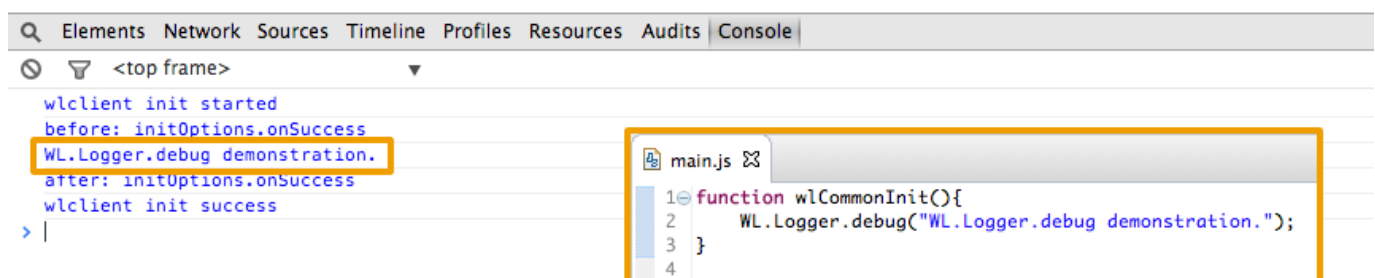 Elements Network Sources Timeline Profiles Resources Audits Console
<top frame>
wlclient init started
before: initOptions.onSuccess
WL.Logger.debug demonstration.
after: initOptions.onSuccess
wlclient init success
>
main.js
1 function wlCommonInit(){
2 WL.Logger.debug("WL.Logger.debug demonstration.");
3 }
4